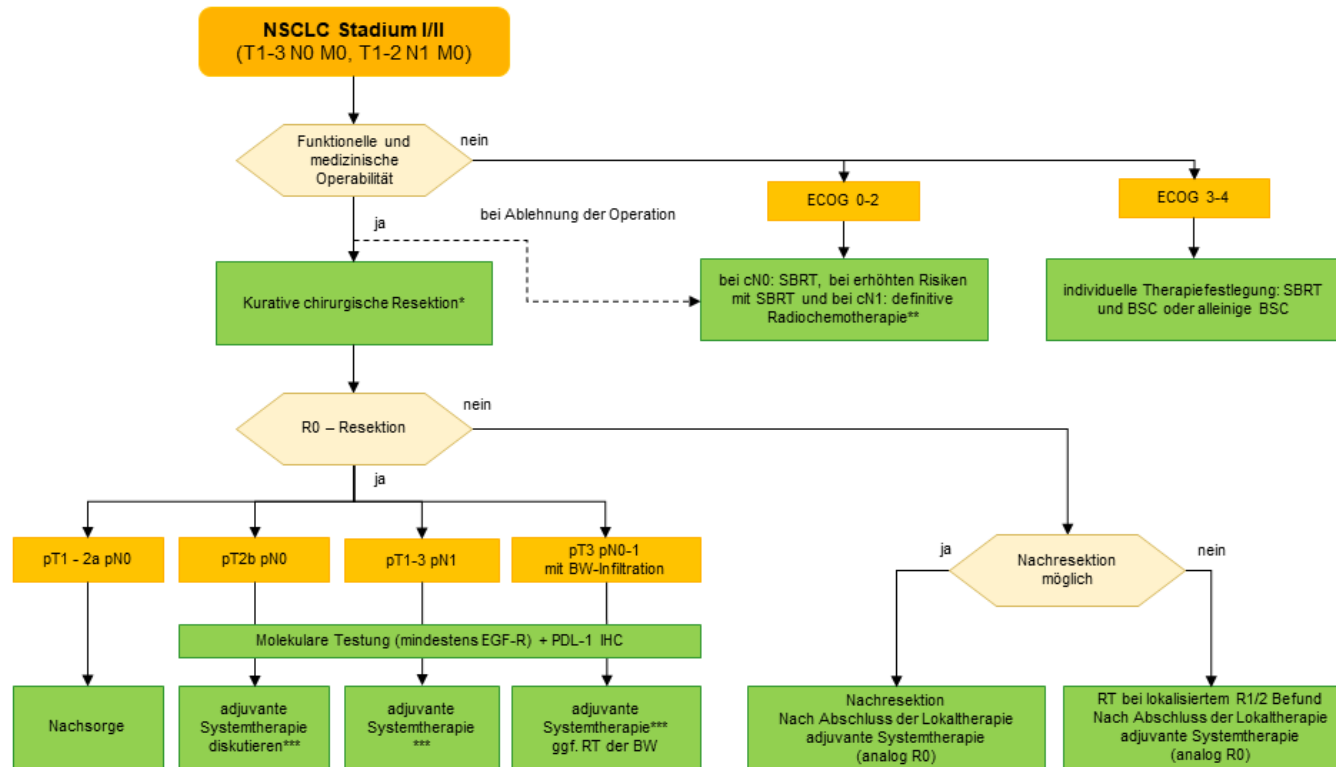 NSCLC Stadium I/II
(T1-3 N0 M0, T1-2 N1 M0)
Funktionelle und
medizinische
Operabilität
nein
ECOG 0-2
ECOG 3-4
ja
bei Ablehnung der Operation
Kurative chirurgische Resektion*
bei cN0: SBRT, bei erhöhten Risiken
mit SBRT und bei cN1: definitive
Radiochemotherapie**
individuelle Therapiefestlegung: SBRT
und BSC oder alleinige BSC
R0 – Resektion
nein
ja
pT1 - 2a pN0
pT2b pN0
pT1-3 pN1
pT3 pN0-1
mit BW-Infiltration
ja
Nachresektion
möglich
nein
Molekulare Testung (mindestens EGF-R) + PDL-1 IHC
Nachsorge
adjuvante
Systemtherapie
diskutieren***
adjuvante
Systemtherapie
***
adjuvante
Systemtherapie***
ggf. RT der BW
Nachresektion
Nach Abschluss der Lokaltherapie
adjuvante Systemtherapie
(analog R0)
RT bei lokalisiertem R1/2 Befund
Nach Abschluss der Lokaltherapie
adjuvante Systemtherapie
(analog R0)